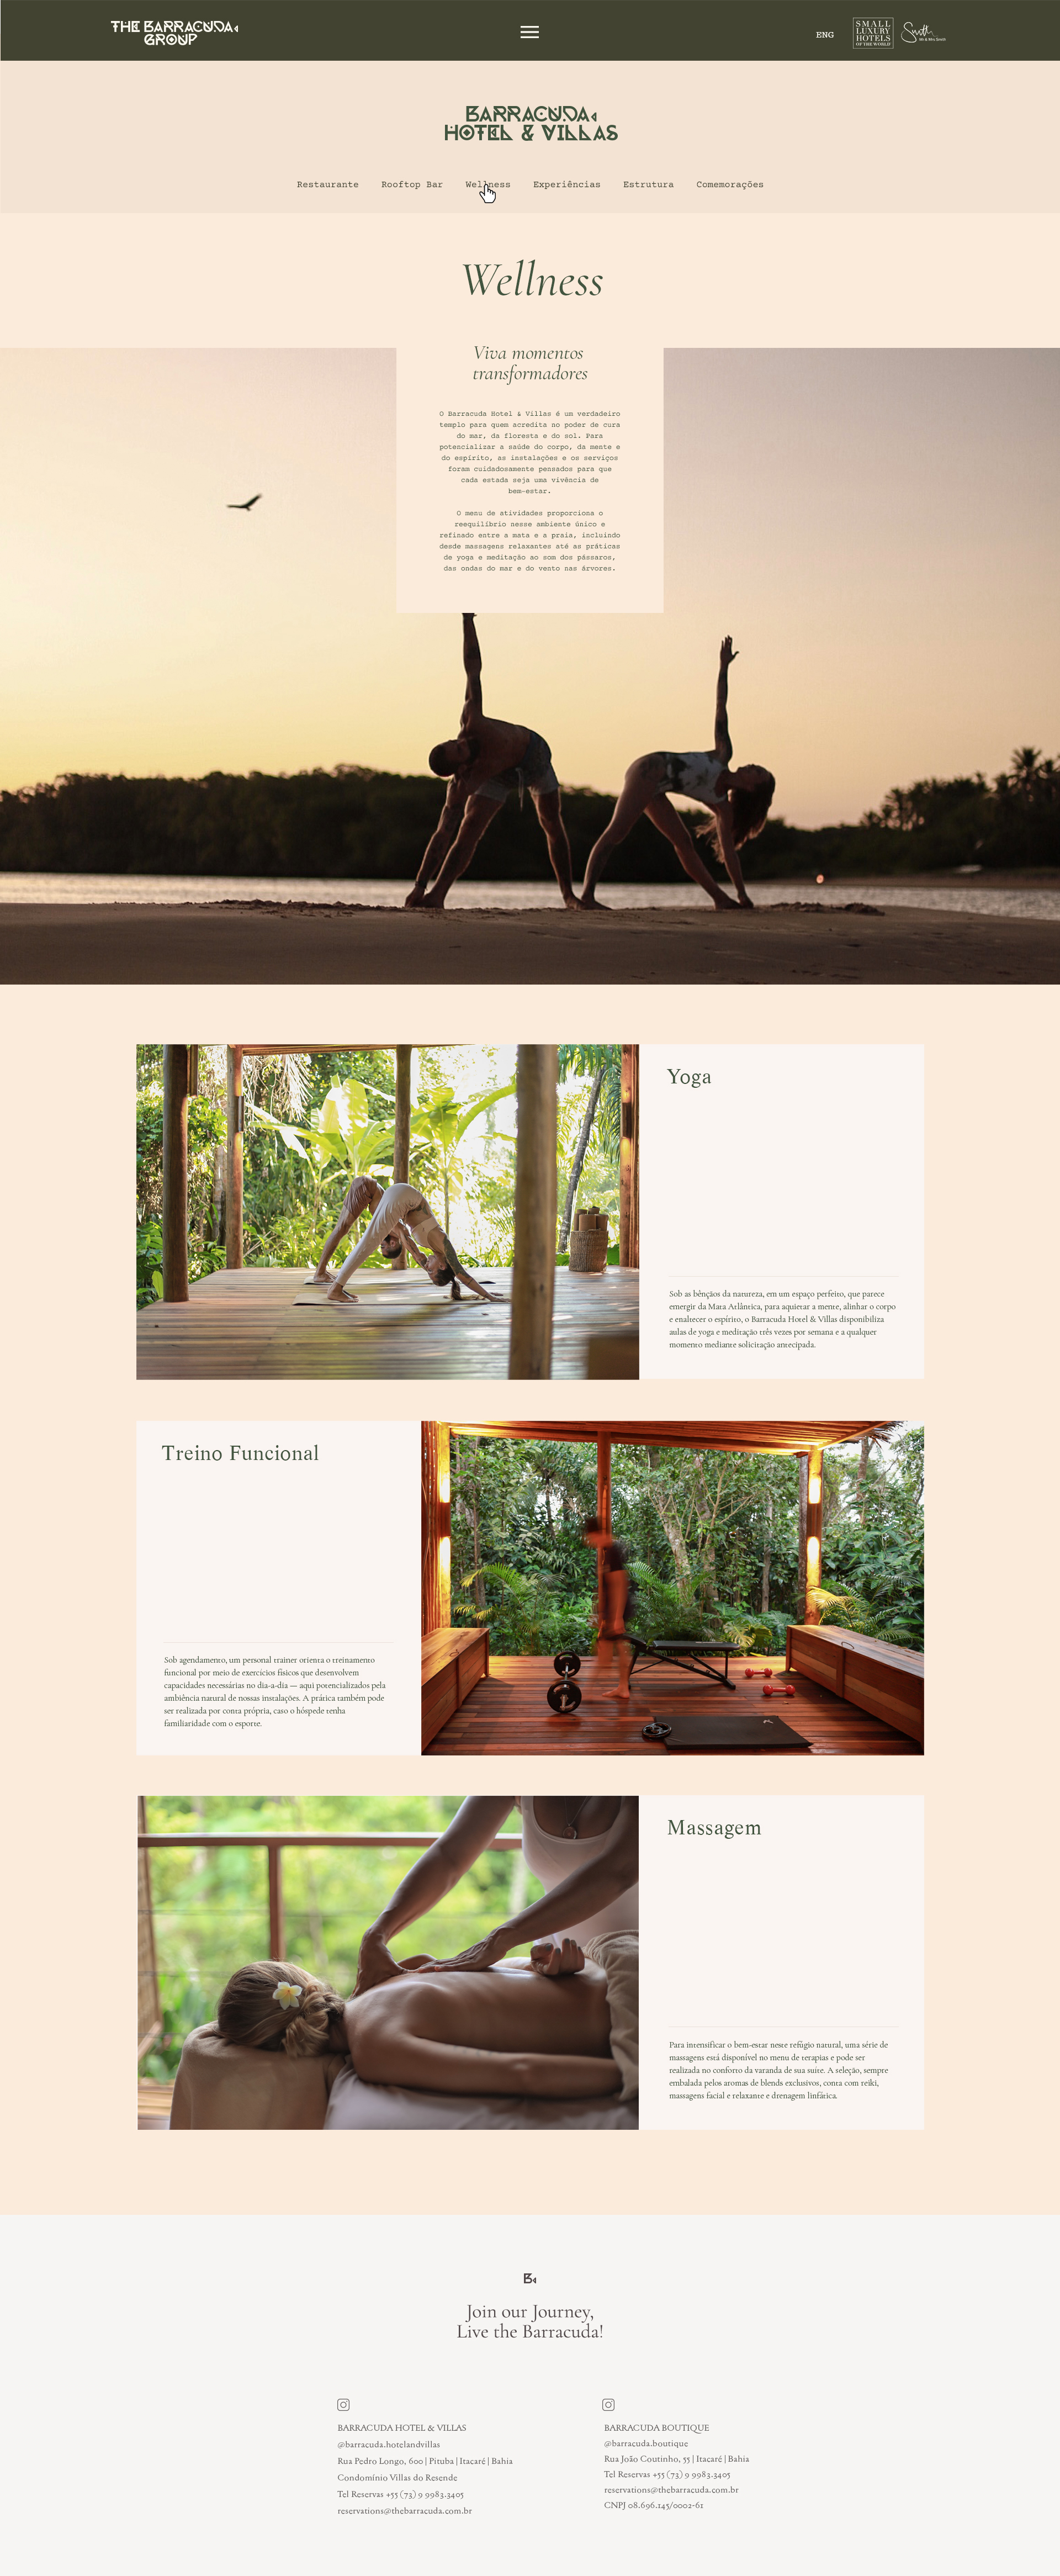 THE BARRACUDA
GROUP
ENG
SMALL
LUXURY
HOTELS
OF THE WORLD
Smith
Mr & Mrs Smith
BARRACUDA
HOTEL & VILLAS
Restaurante Rooftop Bar Wellness Experiências Estrutura Comemorações
Wellness
Viva momentos
transformadores
O Barracuda Hotel & Villas é um verdadeiro
templo para quem acredita no poder de cura
do mar, da floresta e do sol. Para
potencializar a saúde do corpo, da mente e
do espírito, as instalações e os serviços
foram cuidadosamente pensados para que
cada estada seja uma vivência de
bem-estar.
O menu de atividades proporciona o
reequilíbrio nesse ambiente único e
refinado entre a mata e a praia, incluindo
desde massagens relaxantes até as práticas
de yoga e meditação ao som dos pássaros,
das ondas do mar e do vento nas árvores.
Yoga
Sob as bênçãos da natureza, em um espaço perfeito, que parece
emergir da Mata Atlântica, para aquietar a mente, alinhar o corpo
e enaltecer o espírito, o Barracuda Hotel & Villas disponibiliza
aulas de yoga e meditação três vezes por semana e a qualquer
momento mediante solicitação antecipada.
Treino Funcional
Sob agendamento, um personal trainer orienta o treinamento
funcional por meio de exercícios físicos que desenvolvem
capacidades necessárias no dia-a-dia — aqui potencializados pela
ambiência natural de nossas instalações. A prática também pode
ser realizada por conta própria, caso o hóspede tenha
familiaridade com o esporte.
Massagem
Para intensificar o bem-estar neste refúgio natural, uma série de
massagens está disponível no menu de terapias e pode ser
realizada no conforto da varanda de sua suíte. A seleção, sempre
embalada pelos aromas de blends exclusivos, conta com reiki,
massagens facial e relaxante e drenagem linfática.
B
Join our Journey,
Live the Barracuda!
BARRACUDA HOTEL & VILLAS
@barracuda.hotelandvillas
Rua Pedro Longo, 600 | Pituba | Itacaré | Bahia
Condomínio Villas do Resende
Tel Reservas +55 (73) 9 9983.3405
reservations@thebarracuda.com.br
BARRACUDA BOUTIQUE
@barracuda.boutique
Rua João Coutinho, 55 | Itacaré | Bahia
Tel Reservas +55 (73) 9 9983.3405
reservations@thebarracuda.com.br
CNPJ 08.696.145/0002-61